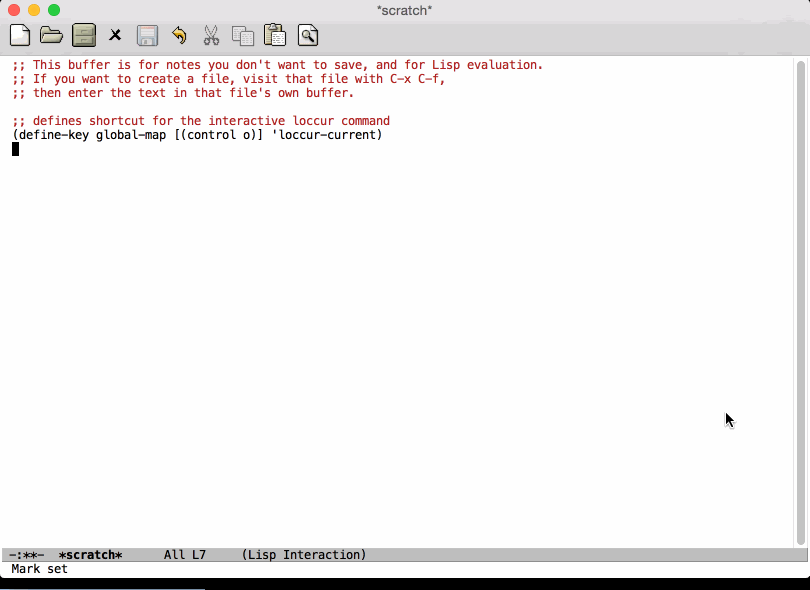 *scratch*
;; This buffer is for notes you don't want to save, and for Lisp evaluation.
;; If you want to create a file, visit that file with C-x C-f,
;; then enter the text in that file's own buffer.
;; defines shortcut for the interactive loccur command
(define-key global-map [(control o)] 'loccur-current)
-:**-  *scratch*      All L7     (Lisp Interaction)
Mark set